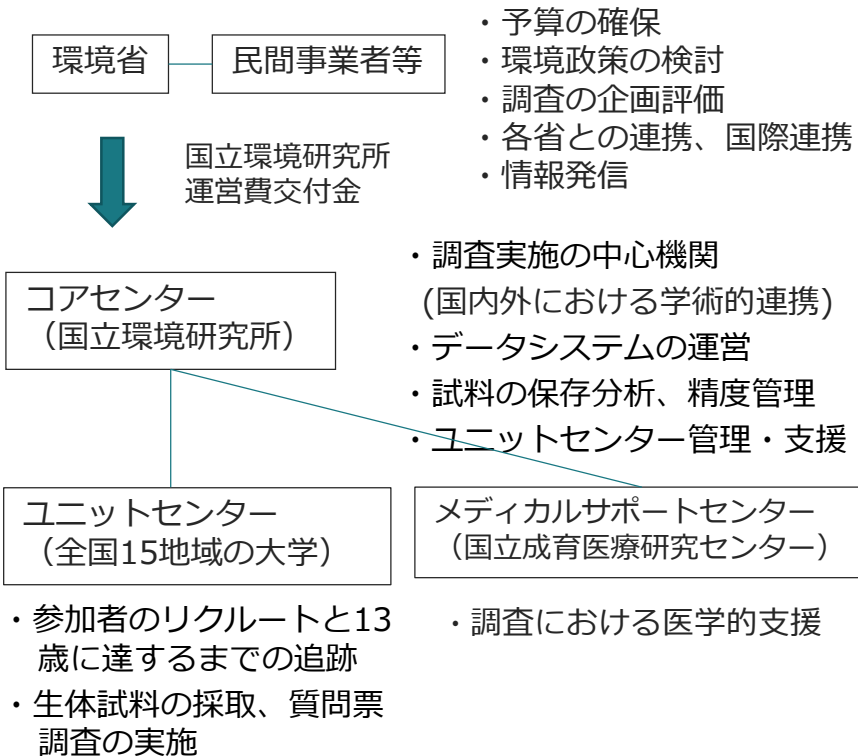 環境省
民間事業者等
・予算の確保
・環境政策の検討
・調査の企画評価
・各省との連携、国際連携
・情報発信
国立環境研究所
運営費交付金
コアセンター
（国立環境研究所）
・調査実施の中心機関
(国内外における学術的連携)
・データシステムの運営
・試料の保存分析、精度管理
・ユニットセンター管理・支援
ユニットセンター
（全国15地域の大学）
・参加者のリクルートと13
歳に達するまでの追跡
・生体試料の採取、質問票
調査の実施
メディカルサポートセンター
（国立成育医療研究センター）
・調査における医学的支援